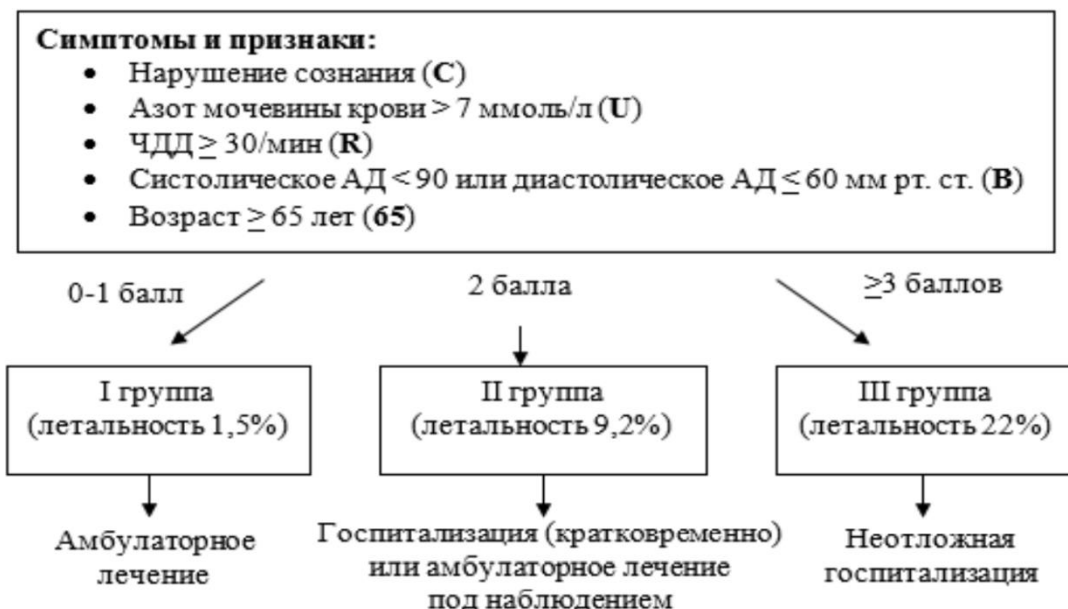 Симптомы и признаки:
• Нарушение сознания (C)
• Азот мочевины крови > 7 ммоль/л (U)
• ЧДД ≥ 30/мин (R)
• Систолическое АД < 90 или диастолическое АД ≤ 60 мм рт. ст. (B)
• Возраст ≥ 65 лет (65)
0-1 балл
2 балла
≥3 баллов
I группа
(летальность 1,5%)
II группа
(летальность 9,2%)
III группа
(летальность 22%)
Амбулаторное
лечение
Госпитализация (кратковременно)
или амбулаторное лечение
под наблюдением
Неотложная
госпитализация